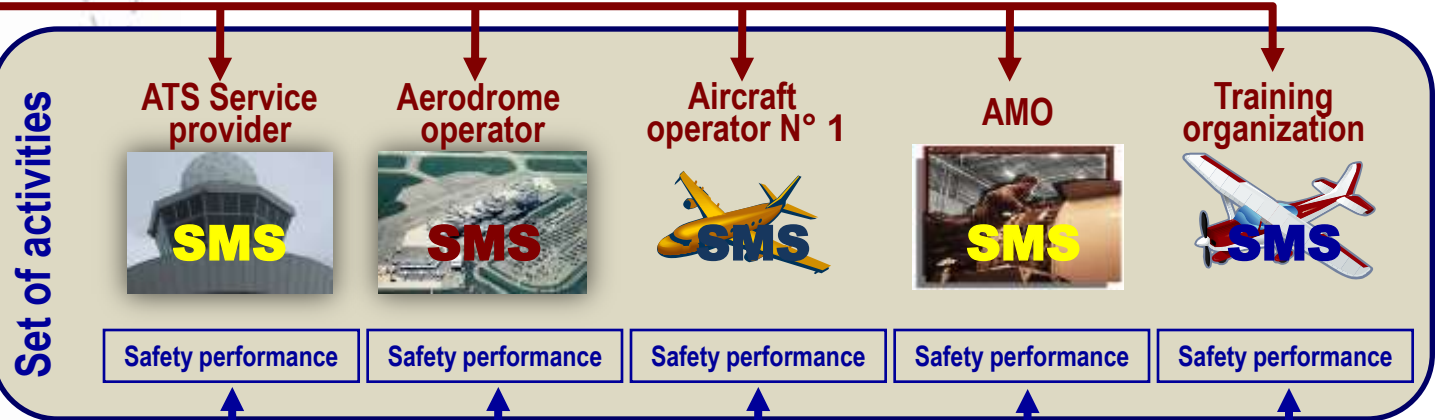 Set of activities
ATS Service
provider
Aerodrome
operator
Aircraft
operator N° 1
AMO
Training
organization
SMS
SMS
SMS
SMS
SMS
Safety performance
Safety performance
Safety performance
Safety performance
Safety performance